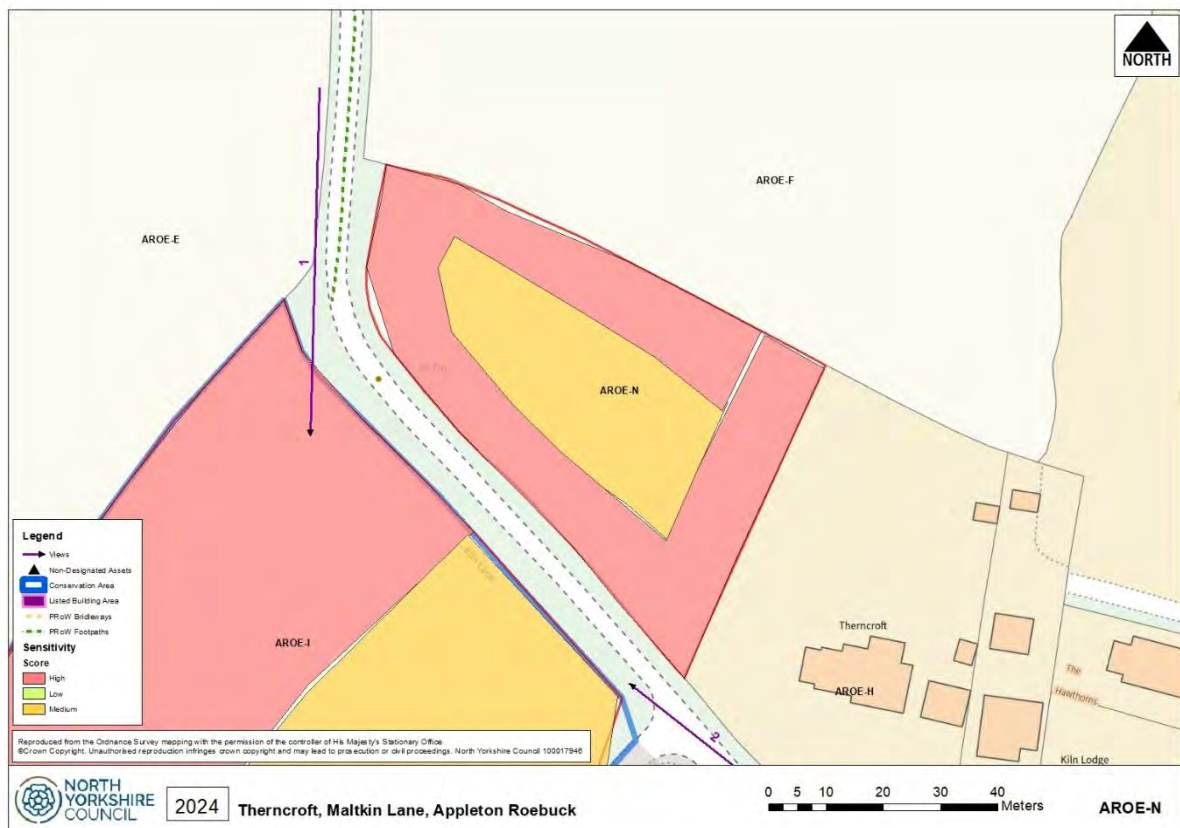 NORTH
AROE-F
AROE-E
1
AROE-N
Therncroft
AROE-H
The
Hawthorns
AROE-I
2
Kiln Lodge
Legend
Views
Non-Designated Assets
Conservation Area
Listed Building Area
PRoW Bridleways
PRoW Footpaths
Sensitivity
Score
High
Low
Medium
Reproduced from the Ordnance Survey mapping with the permission of the controller of His Majesty's Stationary Office
©Crown Copyright. Unauthorised reproduction infringes crown copyright and may lead to prosecution or civil proceedings. North Yorkshire Council 100017946
NORTH
YORKSHIRE
COUNCIL
2024
Therncroft, Maltkin Lane, Appleton Roebuck
0 5 10 20 30 40
Meters
AROE-N